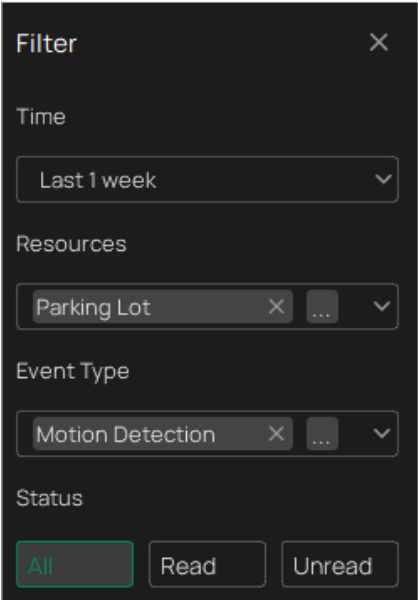 Filter
Time
Last 1 week
Resources
Parking Lot ...
Event Type
Motion Detection ...
Status
All Read Unread